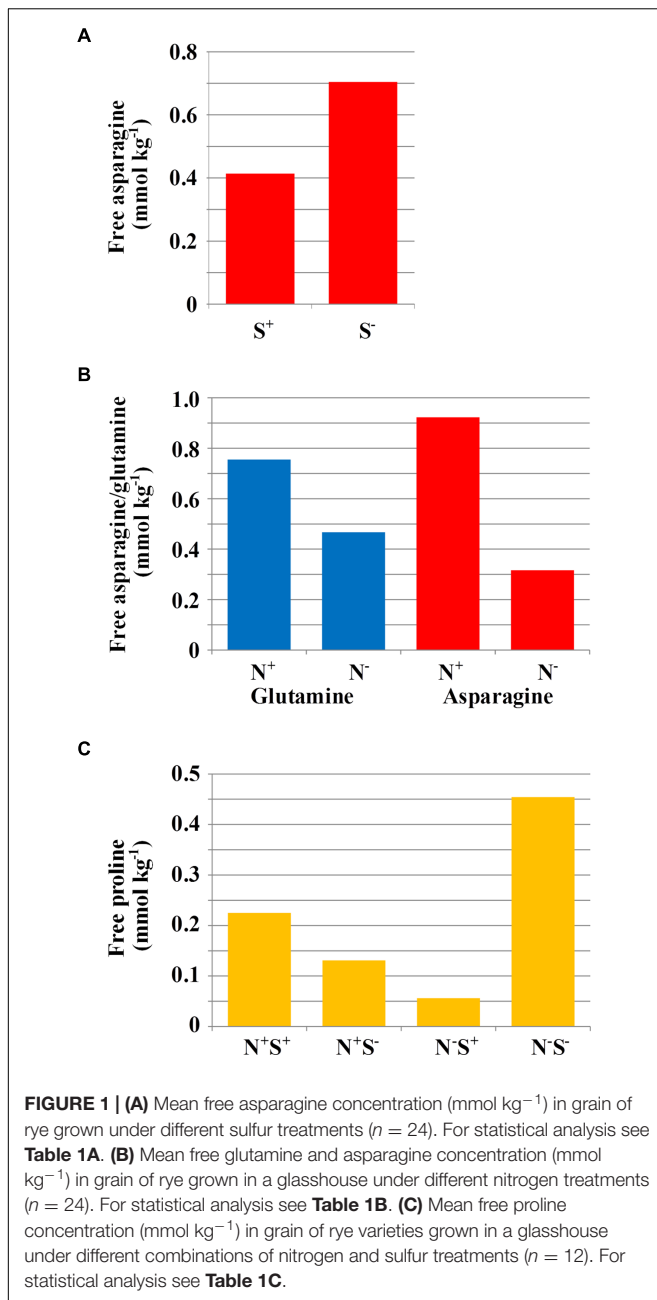 A
Free asparagine
(mmol kg⁻¹)
0.8
0.6
0.4
0.2
0
S⁺ S⁻
B
Free asparagine/glutamine
(mmol kg⁻¹)
1.0
0.8
0.6
0.4
0.2
0
N⁺ N⁻ N⁺ N⁻
Glutamine Asparagine
C
Free proline
(mmol kg⁻¹)
0.5
0.4
0.3
0.2
0.1
0
N⁺S⁺ N⁺S⁻ N⁻S⁺ N⁻S⁻
FIGURE 1 | (A) Mean free asparagine concentration (mmol kg⁻¹) in grain of
rye grown under different sulfur treatments (n = 24). For statistical analysis see
Table 1A. (B) Mean free glutamine and asparagine concentration (mmol
kg⁻¹) in grain of rye grown in a glasshouse under different nitrogen treatments
(n = 24). For statistical analysis see Table 1B. (C) Mean free proline
concentration (mmol kg⁻¹) in grain of rye varieties grown in a glasshouse
under different combinations of nitrogen and sulfur treatments (n = 12). For
statistical analysis see Table 1C.